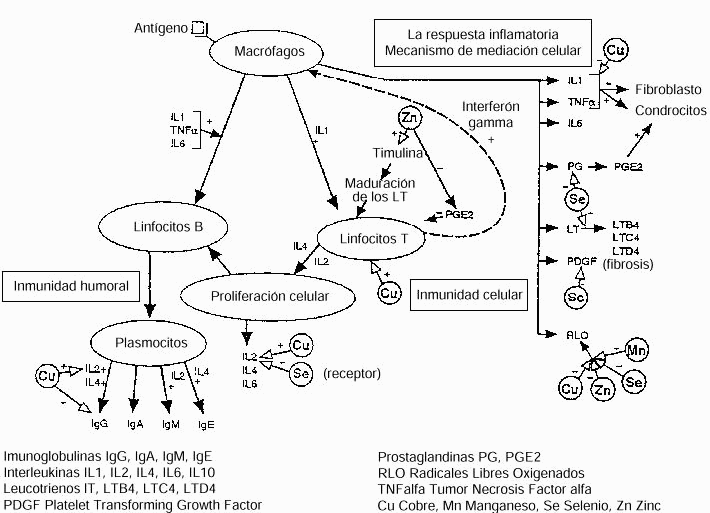 Antígeno
Macrófagos
La respuesta inflamatoria
Mecanismo de mediación celular
Cu
IL1
TNFα
IL6
Fibroblasto
Condrocitos
IL1
TNFα
IL6
+
IL1
+
Zn
+
Timulina
Maduración
de los LT
PGE2
Interferón
gamma
+
PG
PGE2
+
Se
LT
LTB4
LTC4
LTD4
PDGF
(fibrosis)
Se
RLO
Mn
Cu
Zn
Se
Linfocitos B
Linfocitos T
IL4
IL2
+
Cu
Inmunidad humoral
Proliferación celular
Inmunidad celular
Plasmocitos
IL2
IL4
IL6
+
Cu
Se
(receptor)
Cu
+
IL2+
IL4+
IL2
+
IL4
+
IgG
IgA
IgM
IgE
Imunoglobulinas IgG, IgA, IgM, IgE
Interleukinas IL1, IL2, IL4, IL6, IL10
Leucotrienos IT, LTB4, LTC4, LTD4
PDGF Platelet Transforming Growth Factor
Prostaglandinas PG, PGE2
RLO Radicales Libres Oxigenados
TNFalfa Tumor Necrosis Factor alfa
Cu Cobre, Mn Manganeso, Se Selenio, Zn Zinc